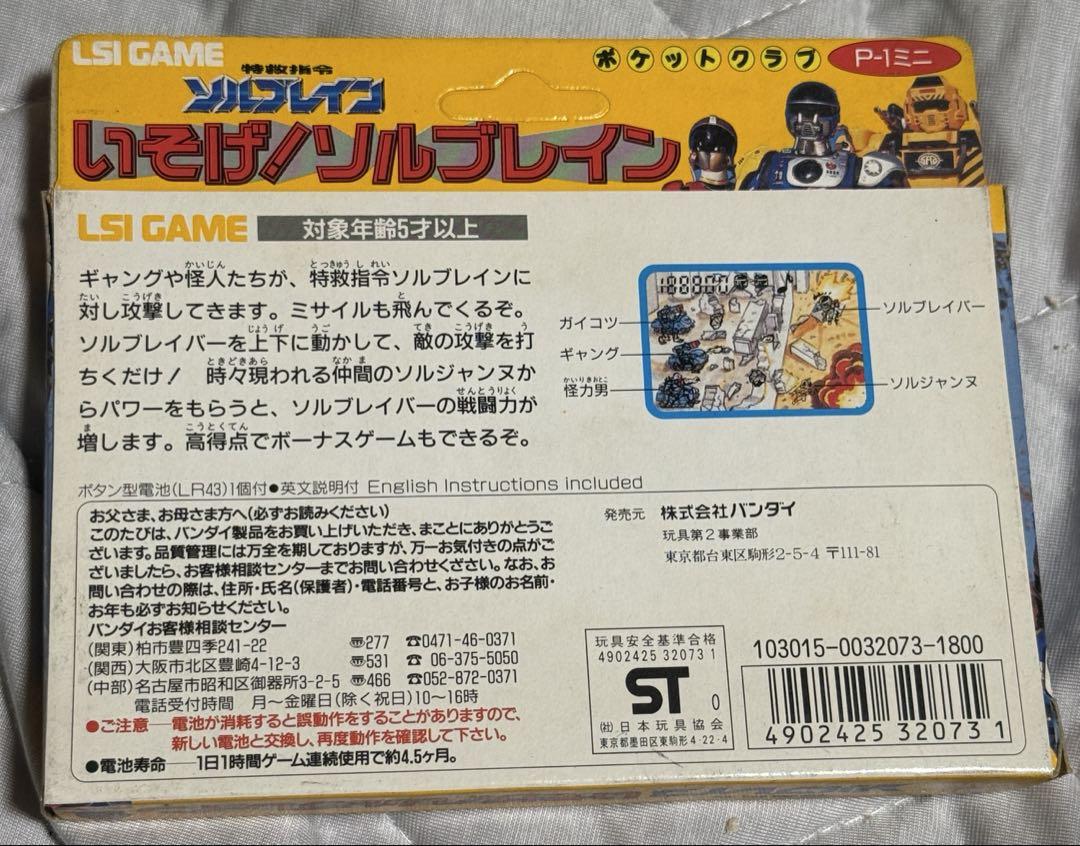 LSI GAME
特救指令
ソルブレイン
ポケットクラブ
P-1ミニ
いそげ!ソルブレイン
LSI GAME
対象年齢5才以上
ギャングや怪人たちが、特救指令ソルブレインに
対し攻撃してきます。ミサイルも飛んでくるぞ。
ソルブレイバーを上下に動かして、敵の攻撃を打
ちくだけ! 時々現われる仲間のソルジャンヌか
らパワーをもらうと、ソルブレイバーの戦闘力が
増します。高得点でボーナスゲームもできるぞ。
ガイコツ
ギャング
怪力男
ソルブレイバー
ソルジャンヌ
ボタン型電池(LR43)1個付●英文説明付 English Instructions included
お父さま、お母さま方へ(必ずお読みください)
このたびは、バンダイ製品をお買い上げいただき、まことにありがとうご
ざいます。品質管理には万全を期しておりますが、万一お気付きの点がご
ざいましたら、お客様相談センターまでお問い合わせください。なお、お
問い合わせの際は、住所・氏名(保護者)・電話番号と、お子様のお名前・
お年も必ずお知らせください。
バンダイお客様相談センター
(関東)柏市豊四季241-22 〠277 ☎0471-46-0371
(関西)大阪市北区豊崎4-12-3 〠531 ☎06-375-5050
(中部)名古屋市昭和区御器所3-2-5 〠466 ☎052-872-0371
電話受付時間 月〜金曜日(除く祝日)10〜16時
●ご注意―電池が消耗すると誤動作をすることがありますので、
新しい電池と交換し、再度動作を確認して下さい。
●電池寿命―1日1時間ゲーム連続使用で約4.5ヶ月。
発売元 株式会社バンダイ
玩具第2事業部
東京都台東区駒形2-5-4 〒111-81
玩具安全基準合格
4902425 32073 1
ST 0
(社)日本玩具協会
東京都墨田区東駒形4-22-4
103015-0032073-1800
4902425 32073 1